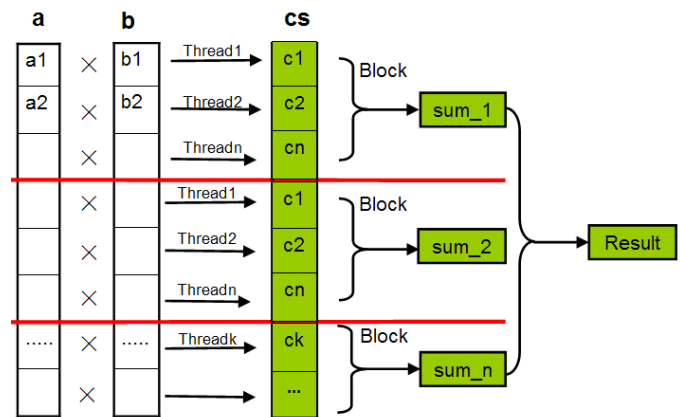 a b cs
a1 × b1 Thread1 c1
Block
a2 × b2 Thread2 c2 sum_1
× Threadn cn
× Thread1 c1
Block
× Thread2 c2 sum_2 Result
× Threadn cn
..... × ..... Threadk ck
Block
× ... sum_n